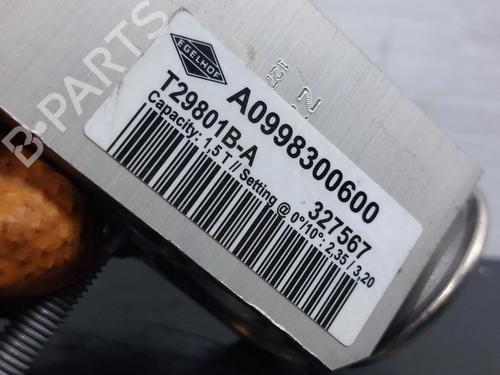 B-PARTS
EGELHOF
A0998300600
T29801B-A
327567
Capacity: 1,5 T // Setting @ 0°/10°: 2,35 / 3,20